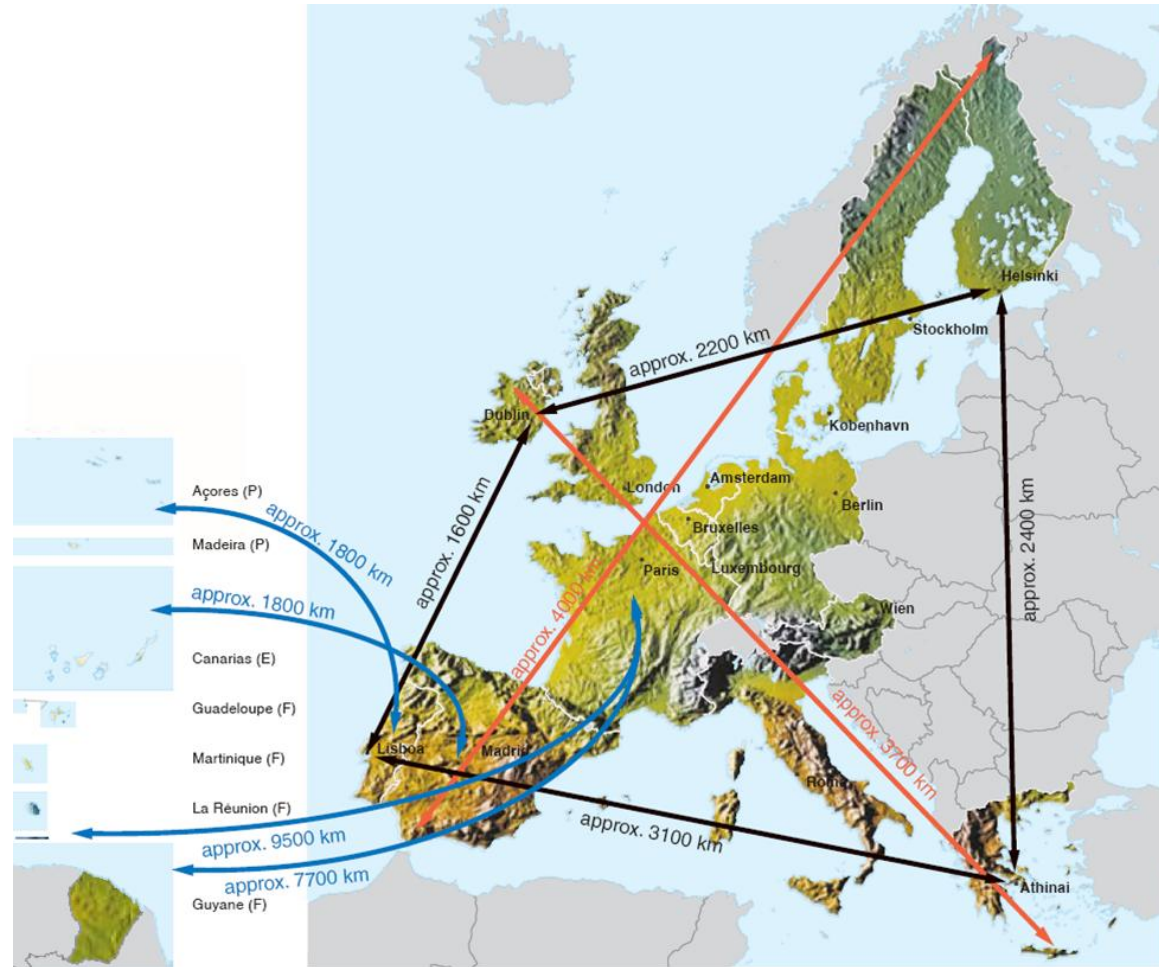 Helsinki
Stockholm
approx. 2200 km
Dublin
København
London
Amsterdam
Berlin
Bruxelles
approx. 1600 km
approx. 2400 km
Açores (P)
approx. 1800 km
Madeira (P)
Paris
Luxembourg
approx. 1800 km
approx. 4000 km
Wien
Canarias (E)
Guadeloupe (F)
approx. 3700 km
Lisboa
Madrid
Martinique (F)
Roma
La Réunion (F)
approx. 3100 km
approx. 9500 km
approx. 7700 km
Athinai
Guyane (F)